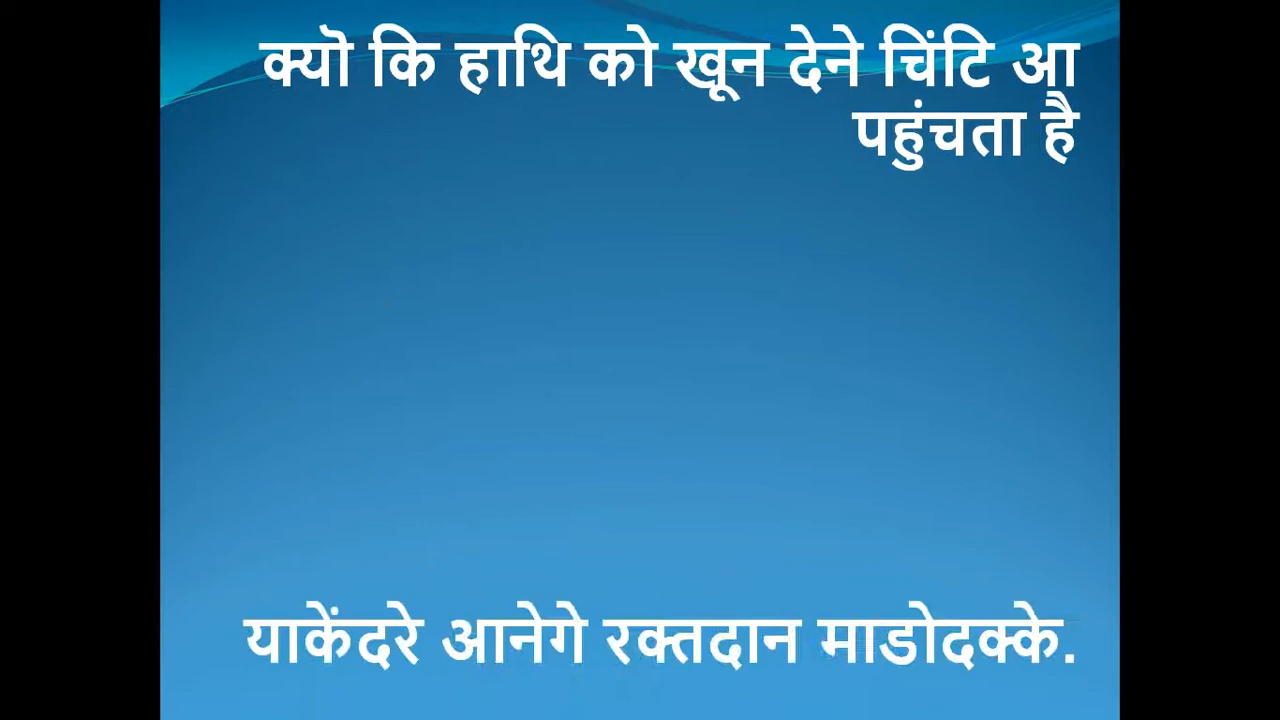 क्यॊ कि हाथि को खून देने चिंटि आ
पहुंचता है
याकेंदरे आनेगे रक्तदान माडोदक्के.